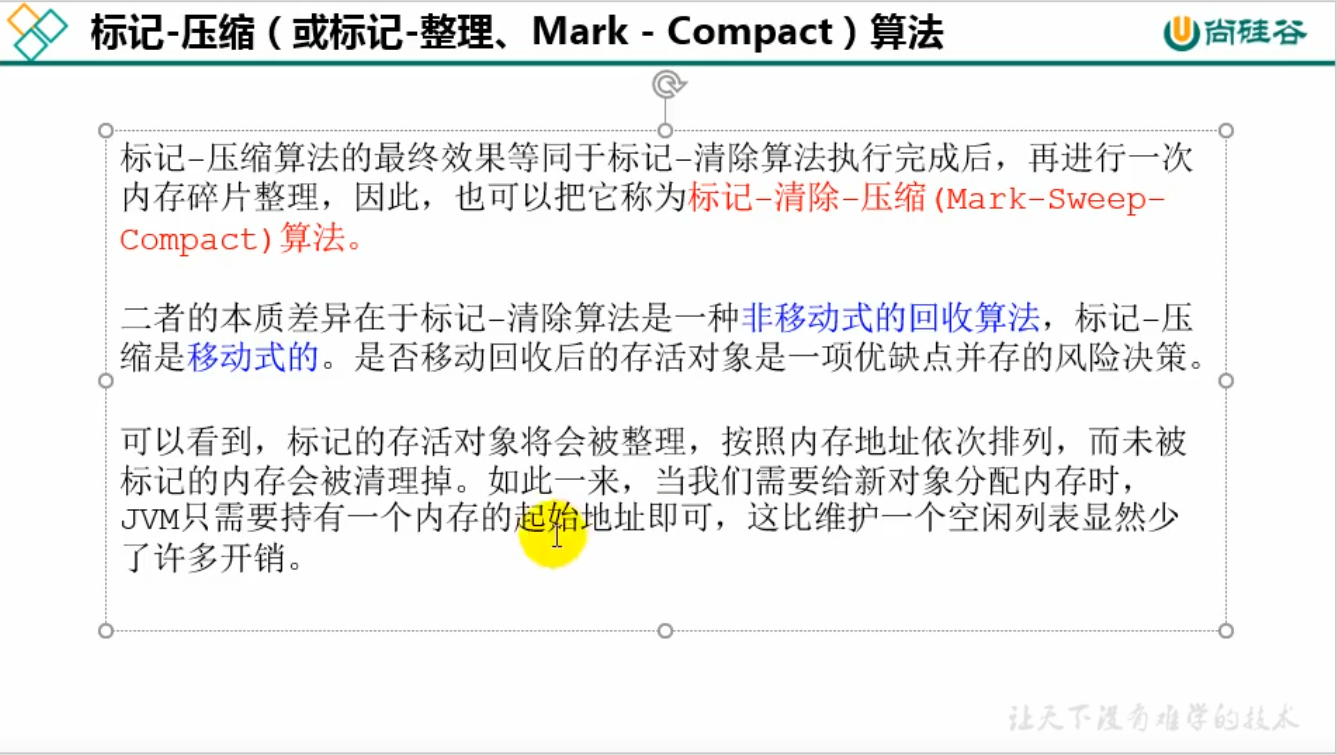 标记-压缩（或标记-整理、Mark - Compact）算法
尚硅谷
标记-压缩算法的最终效果等同于标记-清除算法执行完成后，再进行一次
内存碎片整理，因此，也可以把它称为标记-清除-压缩(Mark-Sweep-
Compact)算法。
二者的本质差异在于标记-清除算法是一种非移动式的回收算法，标记-压
缩是移动式的。是否移动回收后的存活对象是一项优缺点并存的风险决策。
可以看到，标记的存活对象将会被整理，按照内存地址依次排列，而未被
标记的内存会被清理掉。如此一来，当我们需要给新对象分配内存时，
JVM只需要持有一个内存的起始地址即可，这比维护一个空闲列表显然少
了许多开销。
让天下没有难学的技术